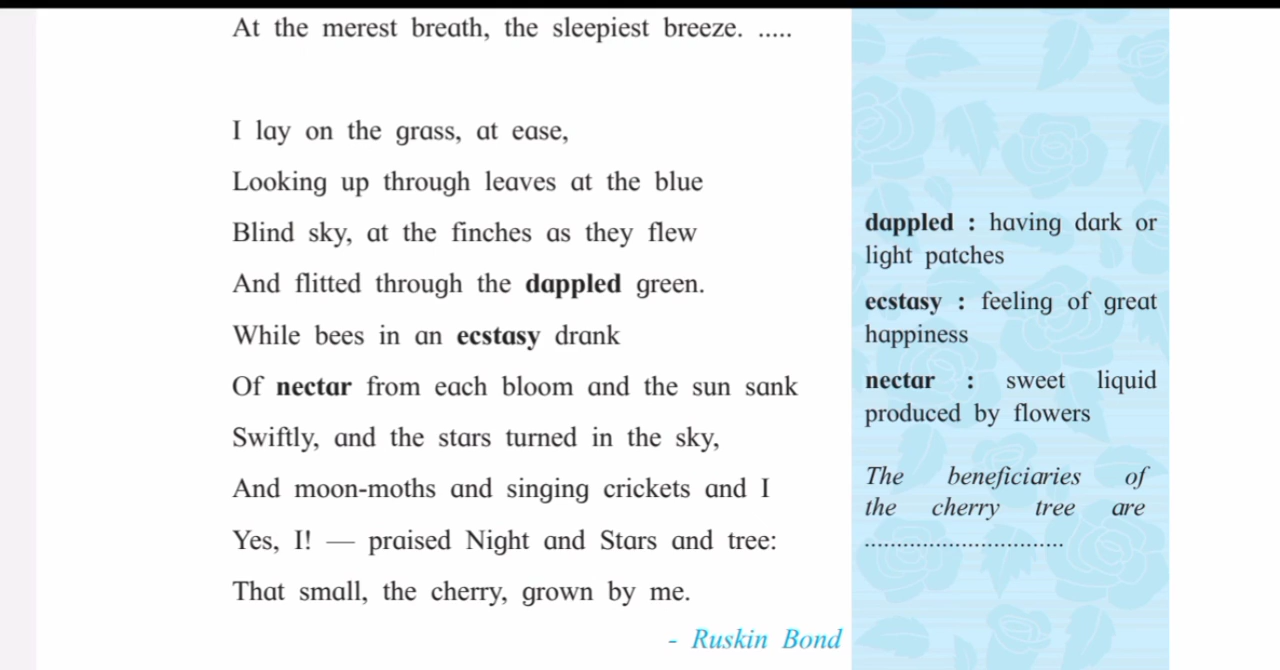 At the merest breath, the sleepiest breeze. .....
I lay on the grass, at ease,
Looking up through leaves at the blue
Blind sky, at the finches as they flew
And flitted through the dappled green.
While bees in an ecstasy drank
Of nectar from each bloom and the sun sank
Swiftly, and the stars turned in the sky,
And moon-moths and singing crickets and I
Yes, I! — praised Night and Stars and tree:
That small, the cherry, grown by me.
- Ruskin Bond
dappled : having dark or
light patches
ecstasy : feeling of great
happiness
nectar : sweet liquid
produced by flowers
The beneficiaries of
the cherry tree are
...............................